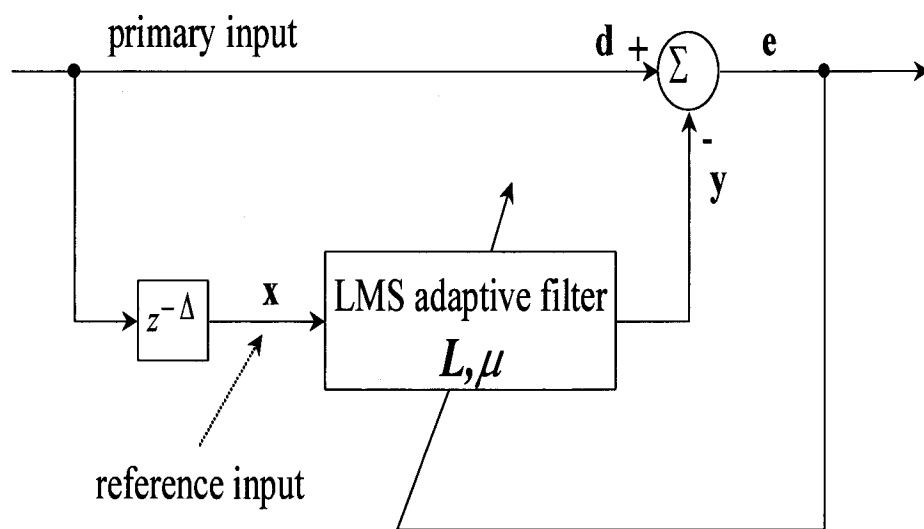 primary input
d + Σ e
-
y
z^{-Δ}
x
LMS adaptive filter
L,μ
reference input